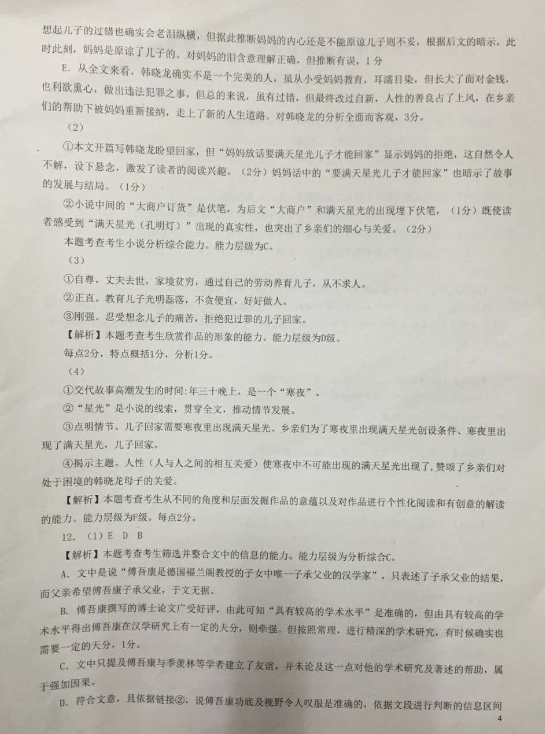 想起儿子的过错也确实会老泪纵横，但据此推断妈妈的内心还是不能原谅儿子则不妥，根据后文的暗示，此
时此刻，妈妈是原谅了儿子的。对妈妈的泪含意理解正确，但推断有误，1分
E．从全文来看，韩晓龙确实不是一个完美的人，虽从小受妈妈教育，耳濡目染，但长大了面对金钱，
也利欲熏心，做出违法犯罪之事，但总的来说，虽有过错，但最终改过自新，人性的善良占了上风，在乡亲
们的帮助下被妈妈重新接纳，走上了新的人生道路。对韩晓龙的分析全面而客观，3分。
（2）
①本文开篇写韩晓龙盼望回家，但“妈妈放话要满天星光儿子才能回家”显示妈妈的拒绝，这自然令人
不解，设下悬念，激发了读者的阅读兴趣。（2分）妈妈话中的“要满天星光儿子才能回家”也暗示了故事
的发展与结局。（1分）
②小说中间的“大商户订货”是伏笔，为后文“大商户”和满天星光的出现埋下伏笔，（1分）既使读
者感受到“满天星光（孔明灯）”出现的真实性，也突出了乡亲们的细心与关爱。（2分）
本题考查考生小说分析综合能力。能力层级为C。
（3）
①自尊。丈夫去世，家境贫穷，通过自己的劳动养育儿子，从不求人。
②正直。教育儿子光明磊落，不贪便宜，好好做人。
③刚强。忍受想念儿子的痛苦，拒绝犯过罪的儿子回家。
【解析】本题考查考生欣赏作品的形象的能力。能力层级为D级。
每点2分，特点概括1分，分析1分。
（4）
①交代故事高潮发生的时间:年三十晚上，是一个“寒夜”。
②“星光”是小说的线索，贯穿全文，推动情节发展。
③点明情节。儿子回家需要寒夜里出现满天星光、乡亲们为了寒夜里出现满天星光创设条件、寒夜里出
现了满天星光，儿子回家。
④揭示主题。人性（人与人之间的相互关爱）使寒夜中不可能出现的满天星光出现了,赞颂了乡亲们对
处于困境的韩晓龙母子的关爱。
【解析】本题考查考生从不同的角度和层面发掘作品的意蕴以及对作品进行个性化阅读和有创意的解读
的能力。能力层级为F级。每点2分。
12．（1）E D B
【解析】本题考查考生筛选并整合文中的信息的能力。能力层级为分析综合C。
A．文中是说“傅吾康是德国福兰阁教授的子女中唯一子承父业的汉学家”，只表述了子承父业的结果，
而父亲希望傅吾康子承父业，于文无据。
B．傅吾康撰写的博士论文广受好评，由此可知“具有较高的学术水平”是准确的，但由具有较高的学
术水平得出傅吾康在汉学研究上有一定的天分，则牵强。但按照常理，进行精深的学术研究，有时候确实也
需要一定的天分，1分。
C．文中只提及傅吾康与季羡林等学者建立了友谊，并未论及这一点对他的学术研究及著述的帮助，属
于强加因果。
D．符合文意，且依据链接②，说傅吾康功底及视野令人叹服是准确的，依据文段进行判断的信息区间
4